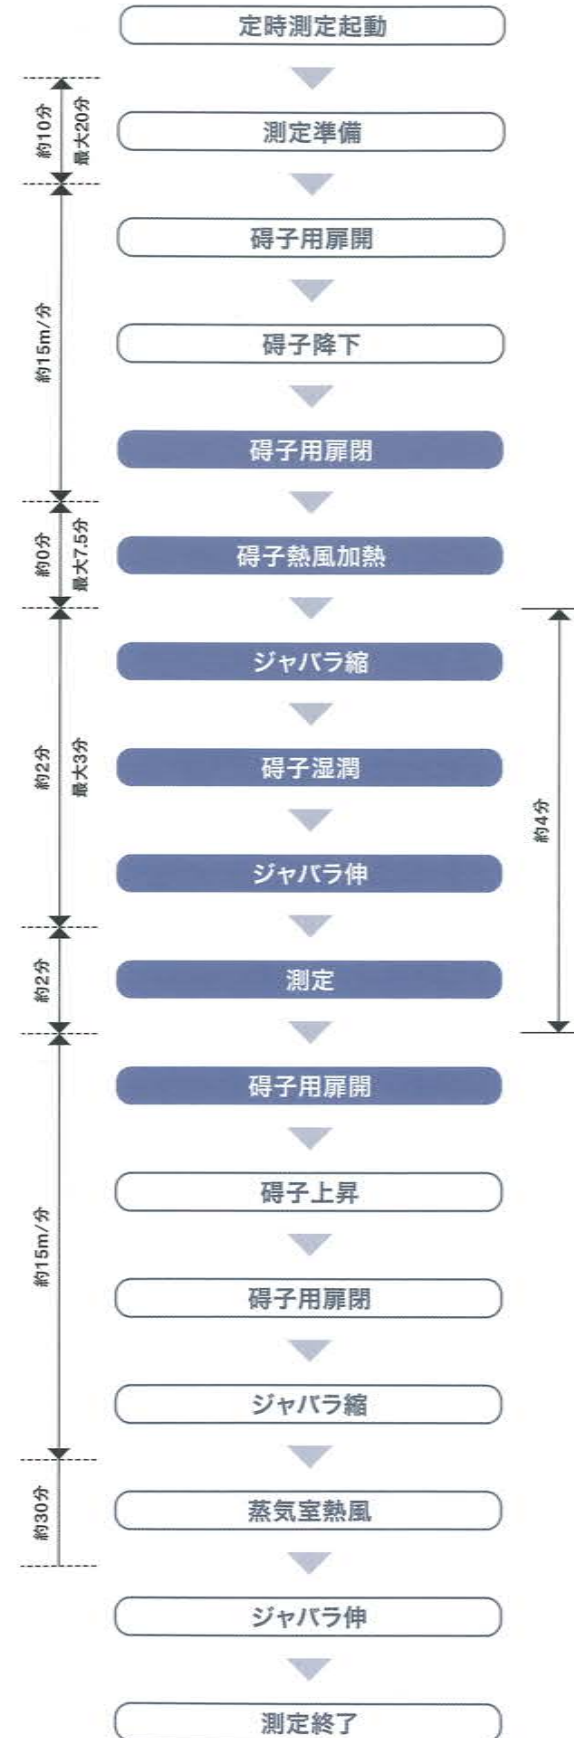 定時測定起動
約10分
最大20分
測定準備
約15m/分
碍子用扉開
碍子降下
碍子用扉閉
約0分
最大7.5分
碍子熱風加熱
約2分
最大3分
ジャバラ縮
碍子湿潤
ジャバラ伸
約4分
約2分
測定
約15m/分
碍子用扉開
碍子上昇
碍子用扉閉
ジャバラ縮
約30分
蒸気室熱風
ジャバラ伸
測定終了